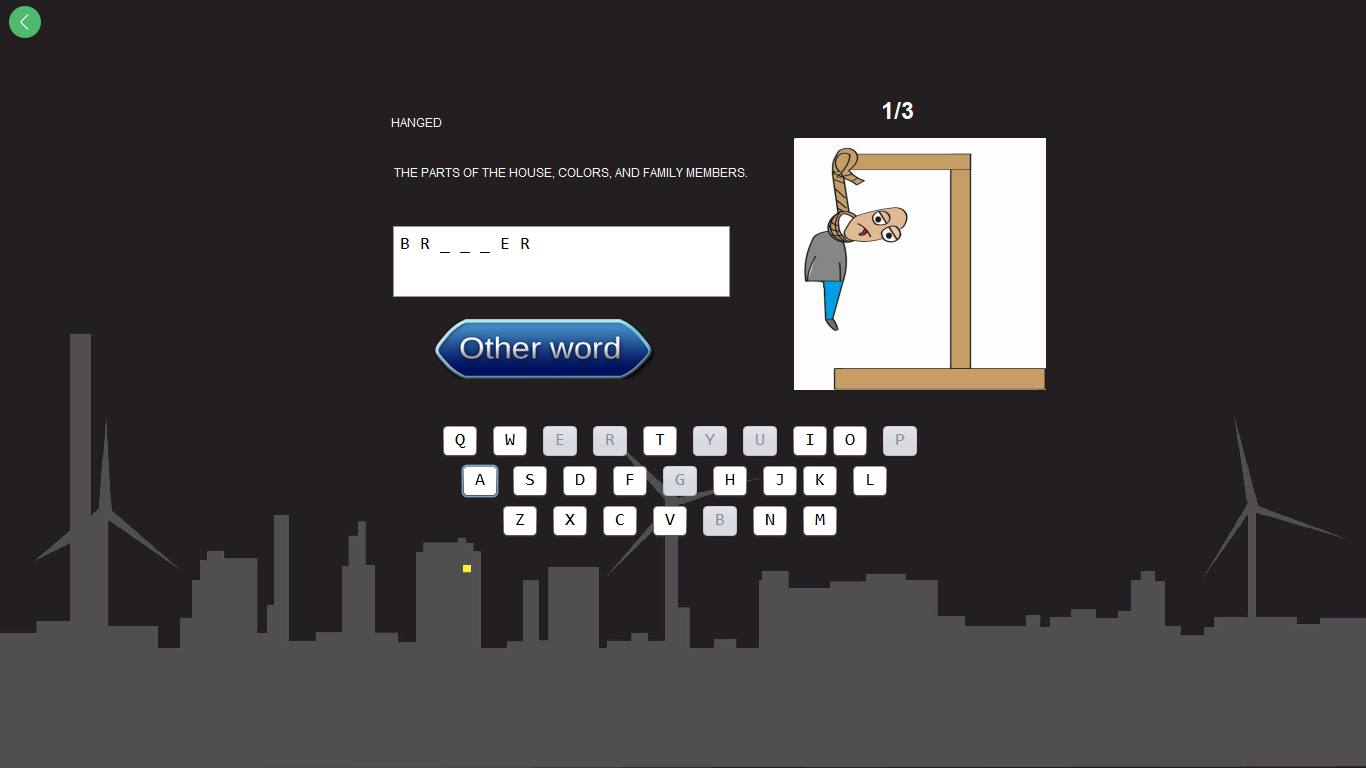 1/3
HANGED
THE PARTS OF THE HOUSE, COLORS, AND FAMILY MEMBERS.
B R _ _ _ E R
Other word
Q W E R T Y U I O P
A S D F G H J K L
Z X C V B N M